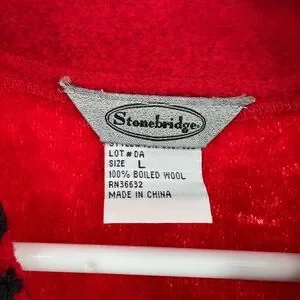 Stonebridge
LOT # DA
SIZE L
100% BOILED WOOL
RN36632
MADE IN CHINA